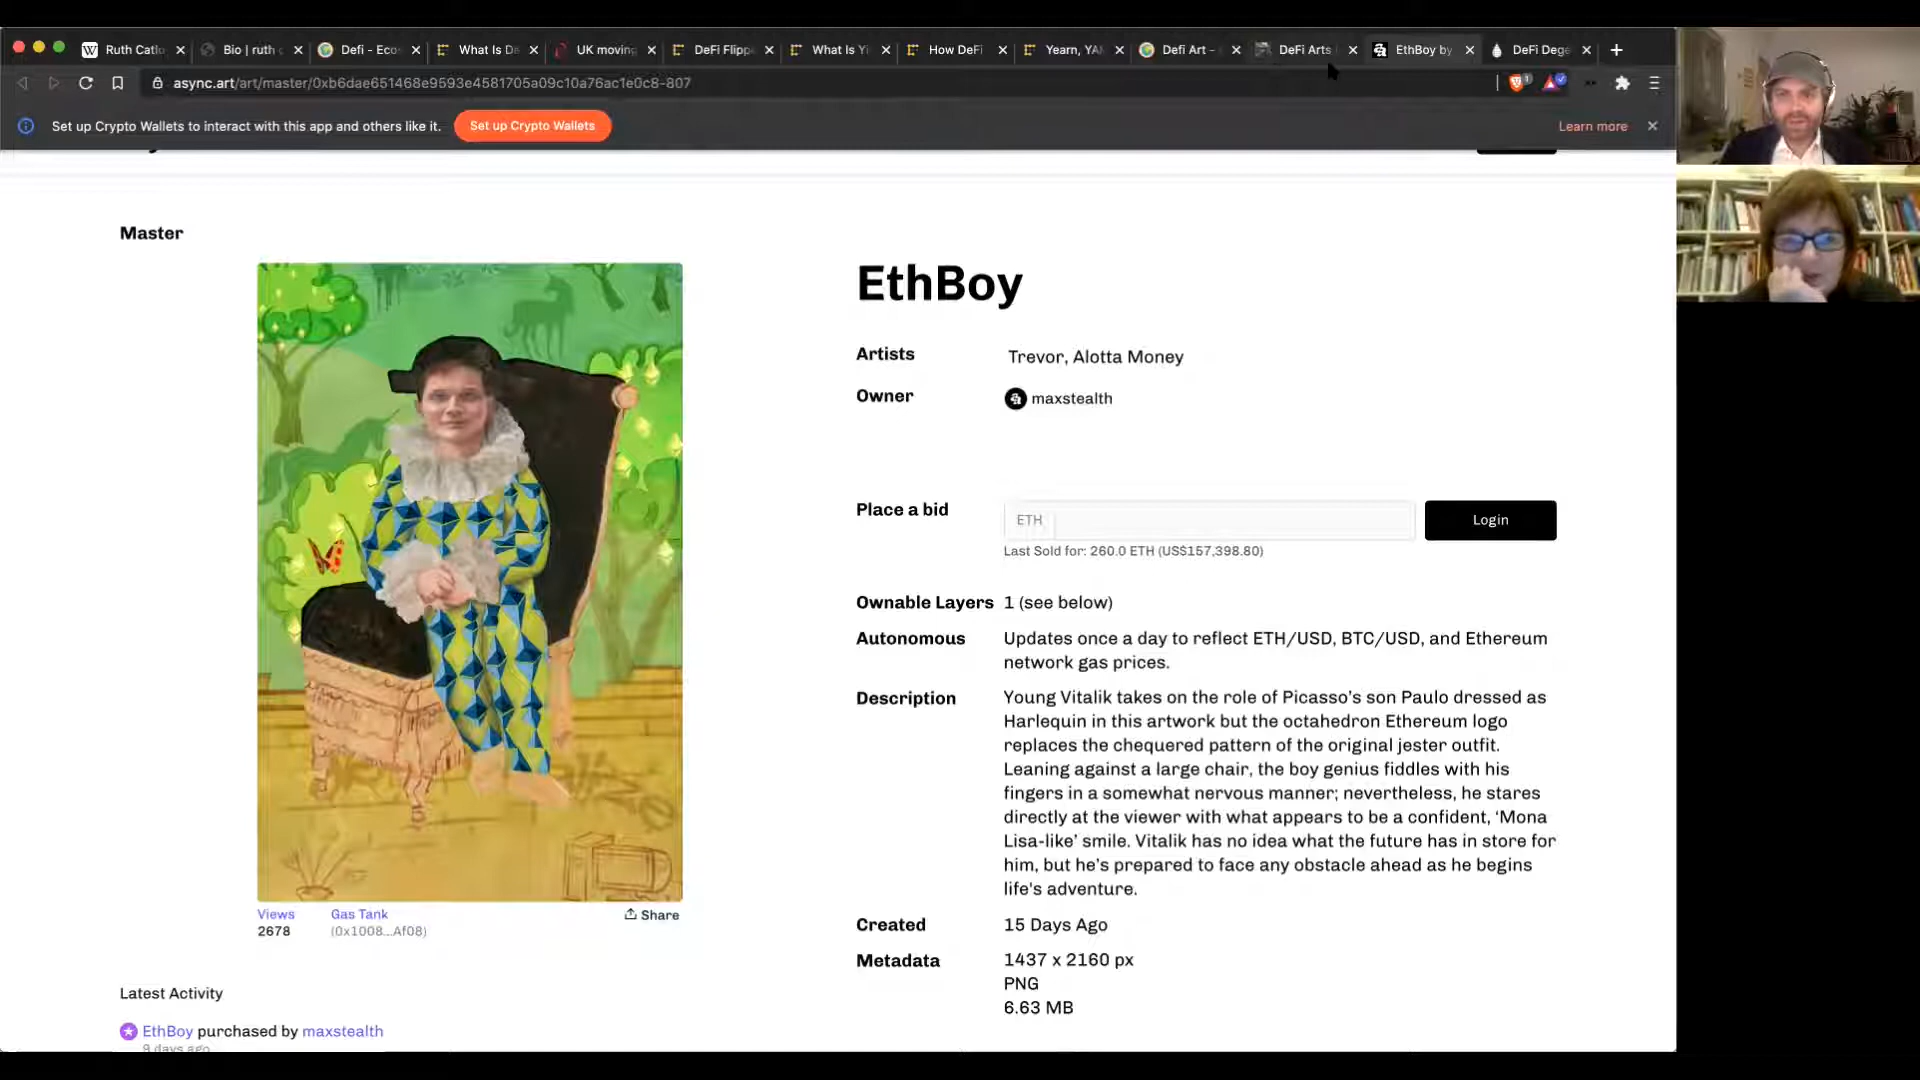 Ruth Catl
Bio | ruth c
Defi - Eco
What Is De
UK moving
DeFi Flipp
What Is Yi
How DeFi
Yearn, YA
Defi Art -
DeFi Arts
EthBoy by
DeFi Dege
async.art/art/master/0xb6dae651468e9593e4581705a09c10a76ac1e0c8-807
Set up Crypto Wallets to interact with this app and others like it.
Set up Crypto Wallets
Learn more
Master
EthBoy
Artists
Trevor, Alotta Money
Owner
maxstealth
Place a bid
ETH
Login
Last Sold for: 260.0 ETH (US$157,398.80)
Ownable Layers
1 (see below)
Autonomous
Updates once a day to reflect ETH/USD, BTC/USD, and Ethereum
network gas prices.
Description
Young Vitalik takes on the role of Picasso’s son Paulo dressed as
Harlequin in this artwork but the octahedron Ethereum logo
replaces the chequered pattern of the original jester outfit.
Leaning against a large chair, the boy genius fiddles with his
fingers in a somewhat nervous manner; nevertheless, he stares
directly at the viewer with what appears to be a confident, ‘Mona
Lisa-like’ smile. Vitalik has no idea what the future has in store for
him, but he’s prepared to face any obstacle ahead as he begins
life's adventure.
Views
Gas Tank
Share
2678
(0x1008...Af08)
Created
15 Days Ago
Metadata
1437 x 2160 px
PNG
6.63 MB
Latest Activity
EthBoy purchased by maxstealth
9 days ago